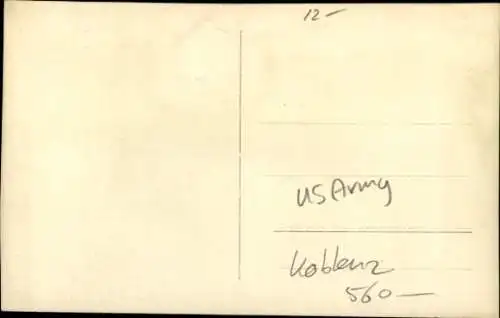 12 –
US Army
Koblenz
560 —